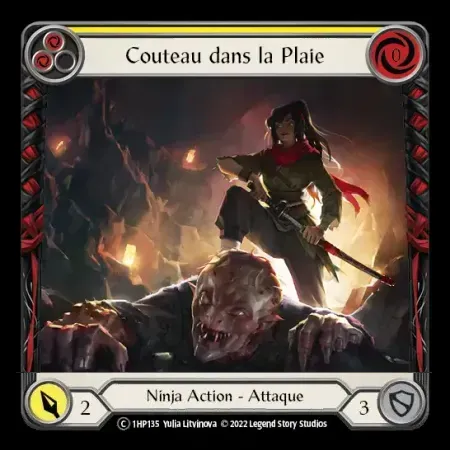 Couteau dans la Plaie
0
Ninja Action - Attaque
2
3
C 1HP135 Yulia Litvinova © 2022 Legend Story Studios